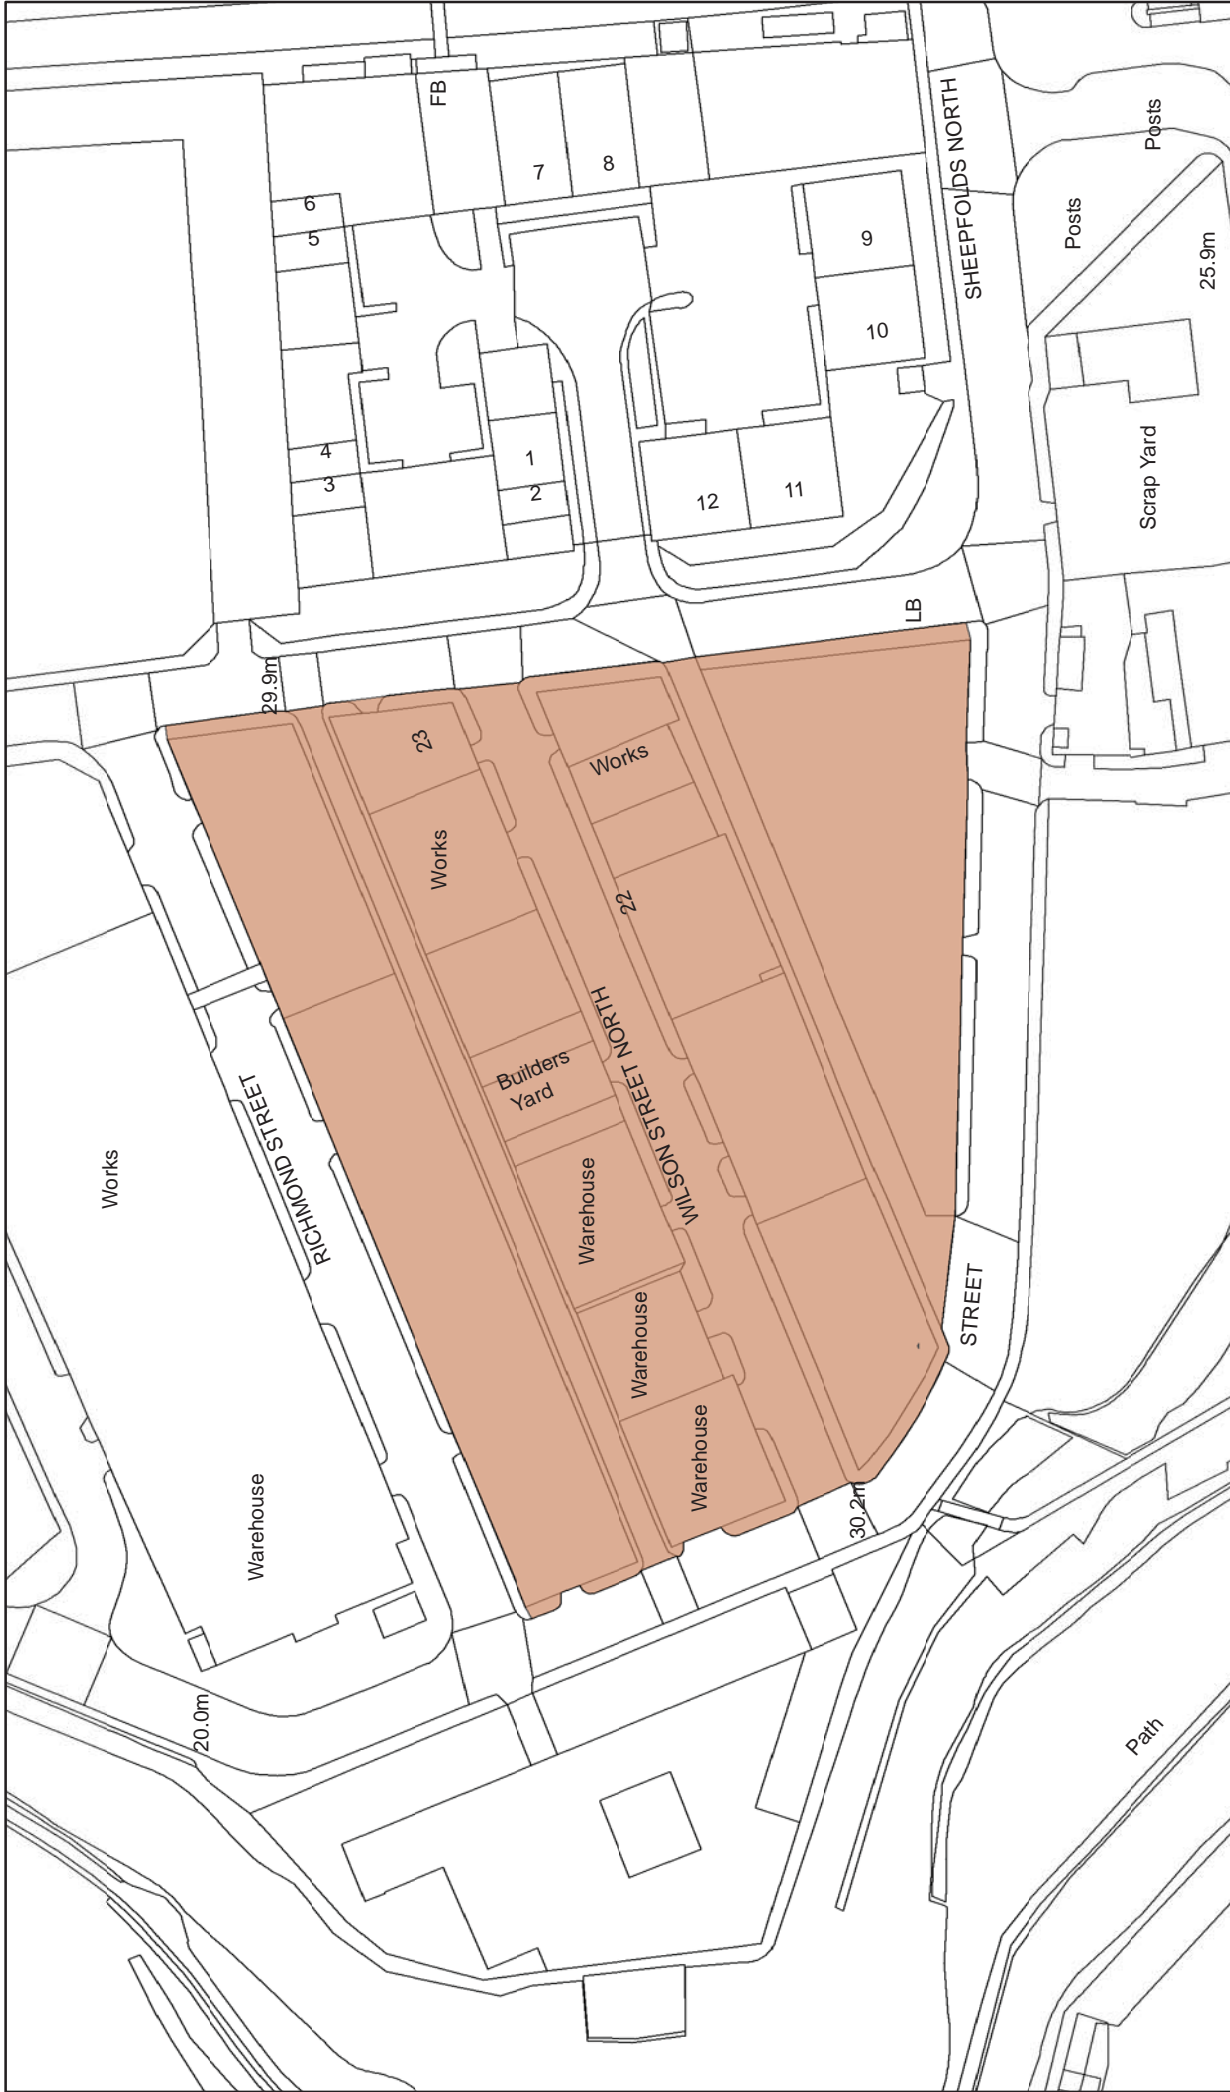 FB
7
8
6
5
4
3
1
2
9
10
12
11
SHEEPFOLDS NORTH
Posts
Posts
25.9m
Scrap Yard
LB
29.9m
23
Works
Works
22
Builders
Yard
WILSON STREET NORTH
Warehouse
Warehouse
Warehouse
RICHMOND STREET
Works
Warehouse
STREET
30.2m
20.0m
Path